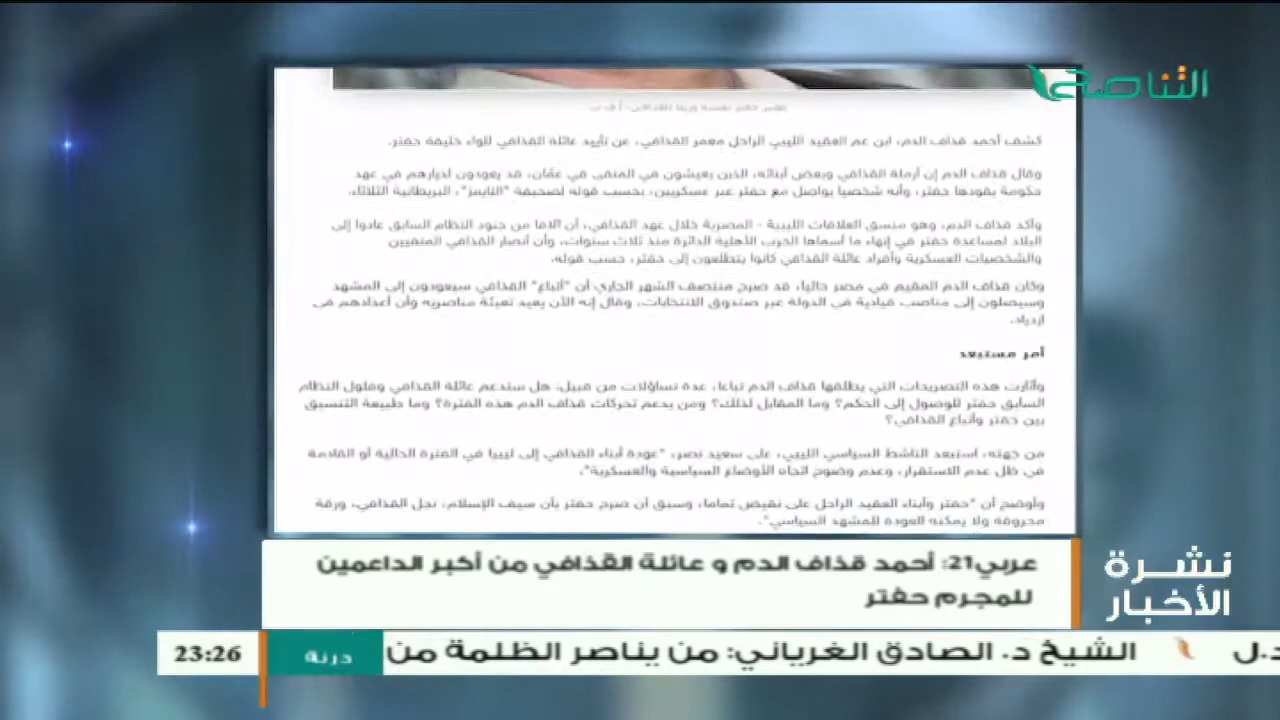 التناصح
يعتبر حفتر نفسه وريثا للقذافي- أ ف ب
كشف أحمد قذاف الدم، ابن عم العقيد الليبي الراحل معمر القذافي، عن تأييد عائلة القذافي للواء خليفة حفتر.
وقال قذاف الدم إن أرملة القذافي وبعض أبنائه، الذين يعيشون في المنفى في عمّان، قد يعودون لديارهم في عهد
حكومة يقودها حفتر، وأنه شخصيا يواصل مع حفتر عبر عسكريين، بحسب قوله لصحيفة "التايمز"، البريطانية الثلاثاء.
وأكد قذاف الدم، وهو منسق العلاقات الليبية - المصرية خلال عهد القذافي، أن آلافا من جنود النظام السابق عادوا إلى
البلاد لمساعدة حفتر في إنهاء ما أسماها الحرب الأهلية الدائرة منذ ثلاث سنوات، وأن أنصار القذافي المنفيين
والشخصيات العسكرية وأفراد عائلة القذافي كانوا يتطلعون إلى حفتر، حسب قوله.
وكان قذاف الدم المقيم في مصر حاليا، قد صرح منتصف الشهر الجاري أن "أتباع" القذافي سيعودون إلى المشهد
وسيصلون إلى مناصب قيادية في الدولة عبر صندوق الانتخابات، وقال إنه الآن يعيد تعبئة مناصريه وأن أعدادهم في
ازدياد.
أمر مستبعد
وأثارت هذه التصريحات التي يطلقها قذاف الدم تباعا، عدة تساؤلات من قبيل: هل ستدعم عائلة القذافي وفلول النظام
السابق حفتر للوصول إلى الحكم؟ وما المقابل لذلك؟ ومن يدعم تحركات قذاف الدم هذه الفترة؟ وما طبيعة التنسيق
بين حفتر وأتباع القذافي؟
من جهته، استبعد الناشط السياسي الليبي، علي سعيد نصر، "عودة أبناء القذافي إلى ليبيا في الفترة الحالية أو القادمة
في ظل عدم الاستقرار، وعدم وضوح اتجاه الأوضاع السياسية والعسكرية".
وأوضح أن "حفتر وأبناء العقيد الراحل على نقيض تماما، وسبق أن صرح حفتر بأن سيف الإسلام، نجل القذافي، ورقة
محروقة ولا يمكنه العودة للمشهد السياسي".
عربي21: أحمد قذاف الدم و عائلة القذافي من أكبر الداعمين
للمجرم حفتر
نشرة
الأخبار
د.ل
الشيخ د. الصادق الغرياني: من يناصر الظلمة من
درنة
23:26